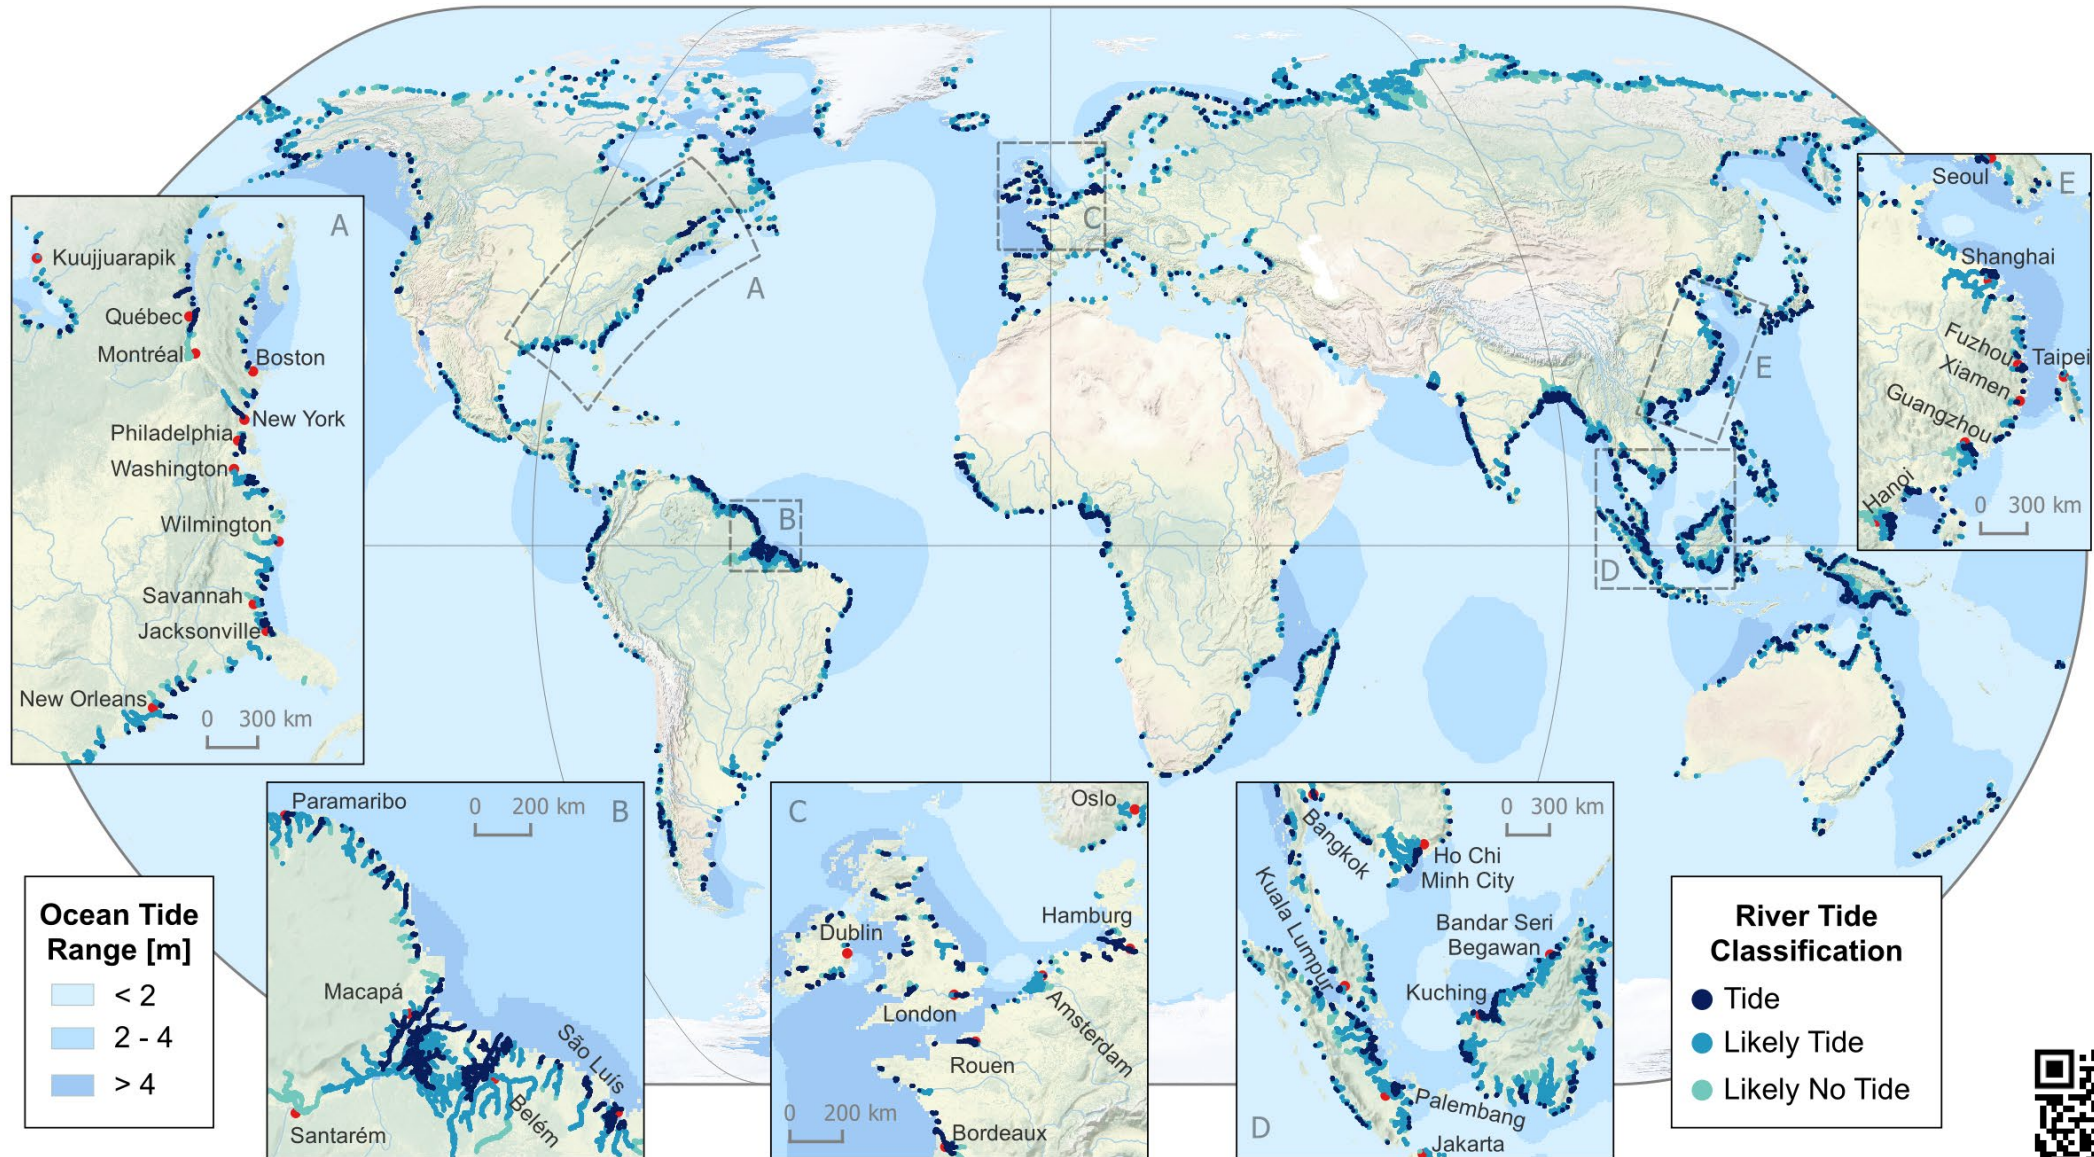 A
Kuujjuarapik
Québec
Montréal
Boston
New York
Philadelphia
Washington
Wilmington
Savannah
Jacksonville
New Orleans
0 300 km
A
B
C
D
E
E
Seoul
Shanghai
Fuzhou
Taipei
Xiamen
Guangzhou
Hanoi
0 300 km
Ocean Tide
Range [m]
< 2
2 - 4
> 4
B
Paramaribo
0 200 km
Macapá
São Luís
Belém
Santarém
C
Oslo
Hamburg
Dublin
London
Amsterdam
Rouen
0 200 km
Bordeaux
0 300 km
Bangkok
Ho Chi
Minh City
Kuala Lumpur
Bandar Seri
Begawan
Kuching
Palembang
D
Jakarta
River Tide
Classification
Tide
Likely Tide
Likely No Tide